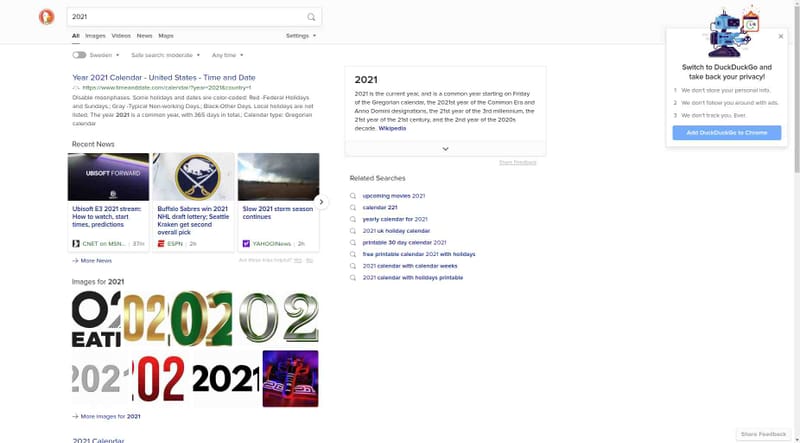 2021
All Images Videos News Maps Settings
Sweden Safe search: moderate Any time
Year 2021 Calendar - United States - Time and Date
https://www.timeanddate.com/calendar/?year=2021&country=1
Disable moonphases. Some holidays and dates are color-coded: Red -Federal Holidays
and Sundays.; Gray -Typical Non-working Days.; Black-Other Days. Local holidays are not
listed. The year 2021 is a common year, with 365 days in total.; Calendar type: Gregorian
calendar
Recent News
UBISOFT FORWARD
Ubisoft E3 2021 stream:
How to watch, start
times, predictions
CNET on MSN...
Buffalo Sabres win 2021
NHL draft lottery; Seattle
Kraken get second
overall pick
ESPN 2h
Slow 2021 storm season
continues
YAHOO!News 2h
More News
Are these links helpful? Yes No
Images for 2021
EATI
202
2021
202
2021
202
2021
More Images for 2021
2021 Calendar
2021
2021 is the current year, and is a common year starting on Friday
of the Gregorian calendar, the 2021st year of the Common Era and
Anno Domini designations, the 21st year of the 3rd millennium, the
21st year of the 21st century, and the 2nd year of the 2020s
decade. Wikipedia
Share Feedback
Related Searches
upcoming movies 2021
calendar 221
yearly calendar for 2021
2021 uk holiday calendar
printable 30 day calendar 2021
free printable calendar 2021 with holidays
2021 calendar with calendar weeks
2021 calendar with holidays printable
Switch to DuckDuckGo and
take back your privacy!
1 We don't store your personal info.
2 We don't follow you around with ads.
3 We don't track you. Ever.
Add DuckDuckGo to Chrome
Share Feedback